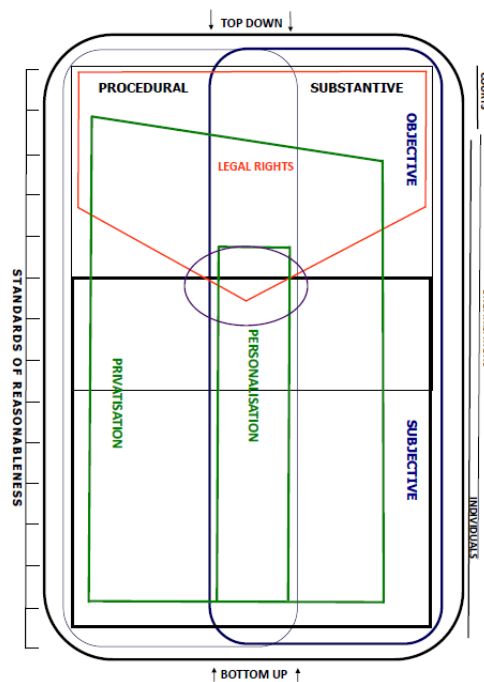 TOP DOWN
PROCEDURAL
SUBSTANTIVE
OBJECTIVE
LEGAL RIGHTS
STANDARDS OF REASONABLENESS
PRIVATISATION
PERSONALISATION
SUBJECTIVE
INDIVIDUALS
BOTTOM UP